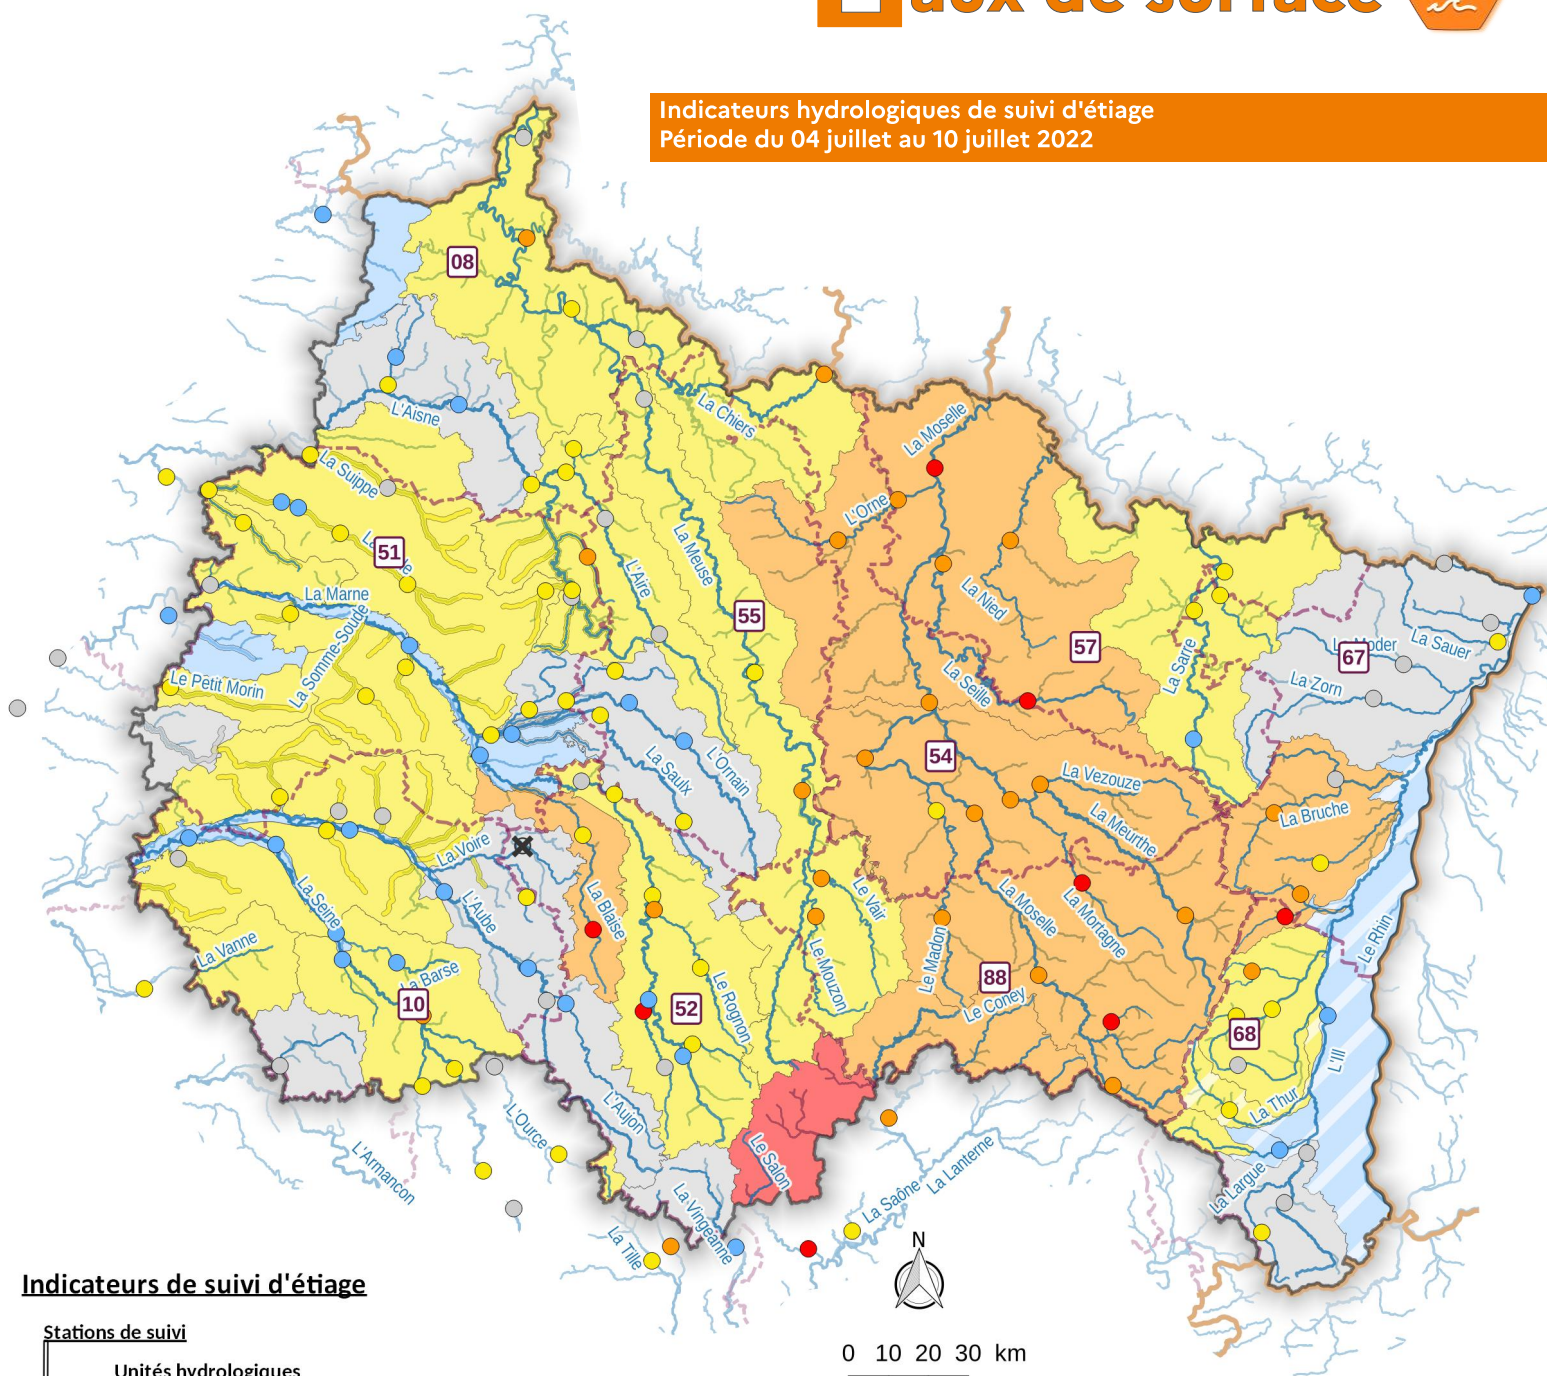 aux de surface
Indicateurs hydrologiques de suivi d'étiage
Période du 04 juillet au 10 juillet 2022
08
La Chiers
La Moselle
L'Aisne
La Suippe
L'Orne
51
La Meuse
L'Aire
La Marne
La Nied
55
57
La Somme-Soude
La Sarre
67
La Sauer
Le Petit Morin
La Seille
La Zorn
54
La Saulx
L'Ornain
La Vezouze
La Meurthe
La Bruche
La Voire
La Seine
L'Aube
La Blaise
Le Vair
La Moselle
La Mortagne
Le Rhin
La Vanne
La Barse
Le Mouzon
Le Madon
10
52
Le Rognon
88
Le Coney
68
L'Ill
La Thur
L'Aujon
L'Ource
L'Armançon
Le Salon
La Largue
La Lanterne
La Saône
La Vingeanne
La Tille
N
Indicateurs de suivi d'étiage
Stations de suivi
0 10 20 30 km
Unités hydrologiques